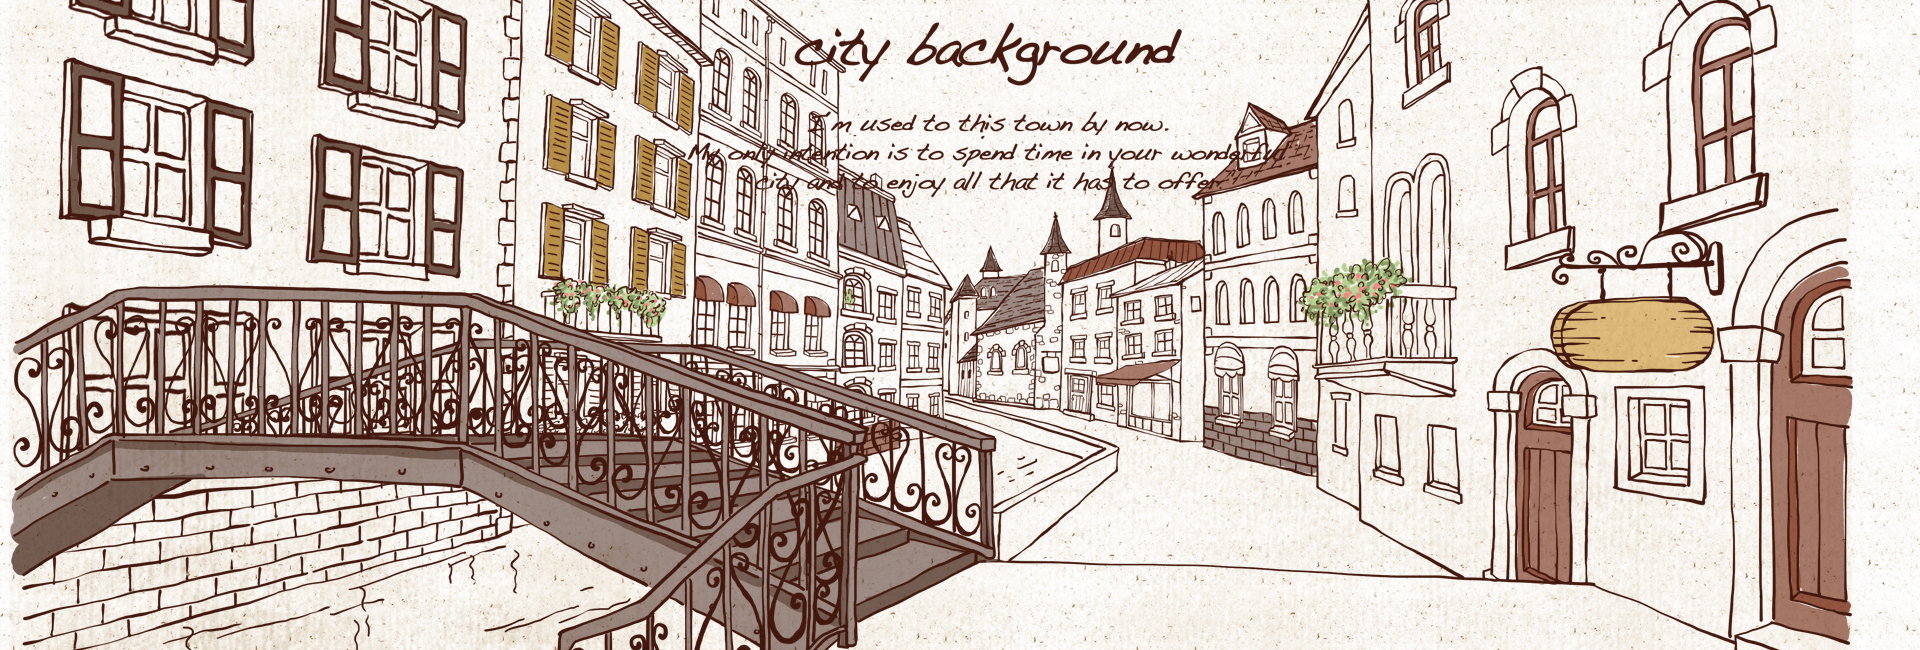 city background
I'm used to this town by now.
My only intention is to spend time in your wonderful
city and to enjoy all that it has to offer.